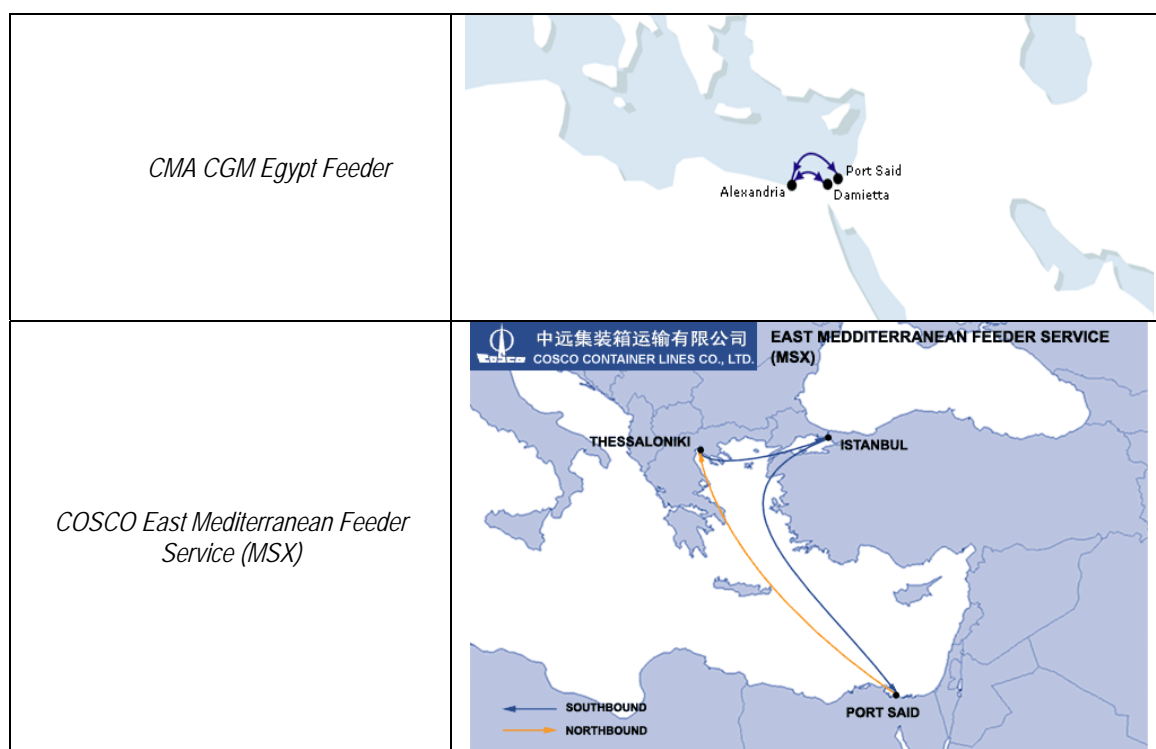 CMA CGM Egypt Feeder
Port Said
Alexandria
Damietta
COSCO East Mediterranean Feeder
Service (MSX)
中远集装箱运输有限公司
COSCO CONTAINER LINES CO., LTD.
COSCO
EAST MEDDITERRANEAN FEEDER SERVICE
(MSX)
THESSALONIKI
ISTANBUL
PORT SAID
SOUTHBOUND
NORTHBOUND